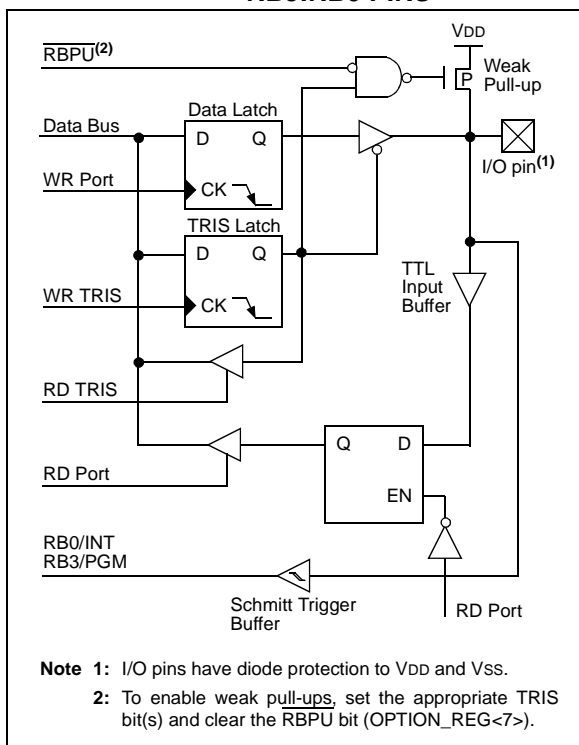 VDD
RBPU(2)
Weak
Pull-up
P
Data Latch
Data Bus
D Q
I/O pin(1)
WR Port
CK
TRIS Latch
D Q
TTL
Input
Buffer
WR TRIS
CK
RD TRIS
Q D
RD Port
EN
RB0/INT
RB3/PGM
Schmitt Trigger
Buffer
RD Port
Note 1: I/O pins have diode protection to VDD and VSS.
2: To enable weak pull-ups, set the appropriate TRIS
bit(s) and clear the RBPU bit (OPTION_REG<7>).